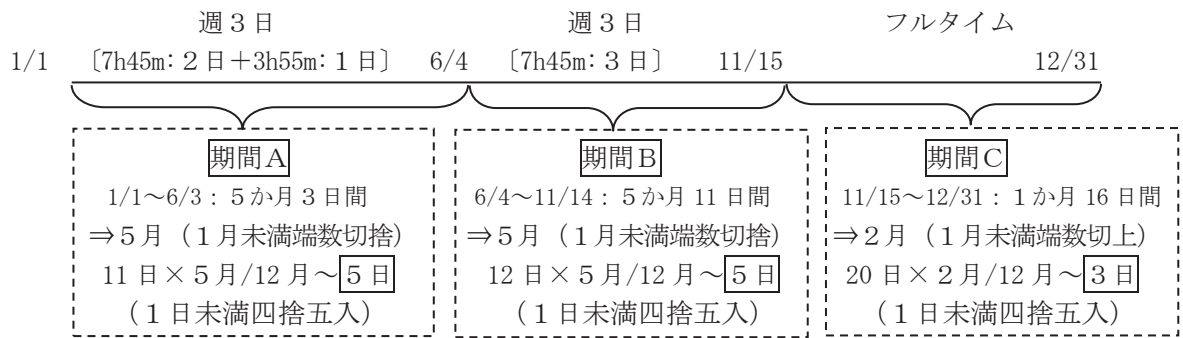 週３日 週３日 フルタイム
1/1 〔7h45m:２日＋3h55m:１日〕 6/4 〔7h45m:３日〕 11/15 12/31
期間Ａ 期間Ｂ 期間Ｃ
1/1～6/3：５か月３日間 6/4～11/14：５か月 11 日間 11/15～12/31：１か月 16 日間
⇒５月（１月未満端数切捨） ⇒５月（１月未満端数切捨） ⇒２月（１月未満端数切上）
11 日×５月/12 月～５日 12 日×５月/12 月～５日 20 日×２月/12 月～３日
（１日未満四捨五入） （１日未満四捨五入） （１日未満四捨五入）